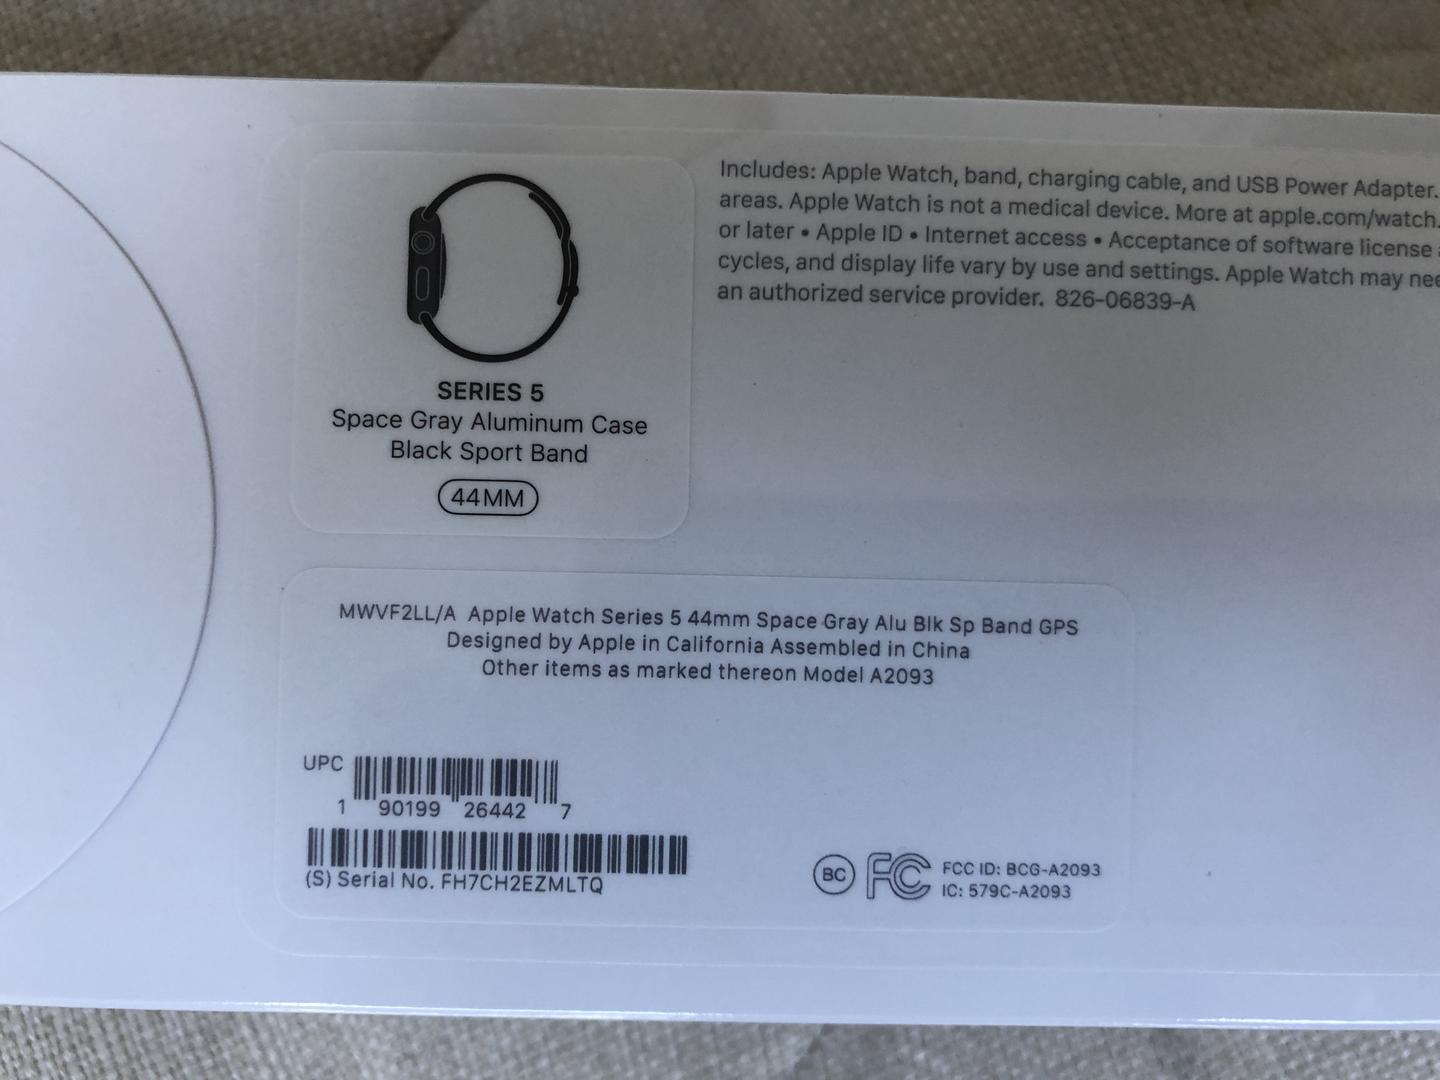 Includes: Apple Watch, band, charging cable, and USB Power Adapter.
areas. Apple Watch is not a medical device. More at apple.com/watch.
or later • Apple ID • Internet access • Acceptance of software license
cycles, and display life vary by use and settings. Apple Watch may
an authorized service provider. 826-06839-A
SERIES 5
Space Gray Aluminum Case
Black Sport Band
44MM
MWVF2LL/A Apple Watch Series 5 44mm Space Gray Alu Blk Sp Band GPS
Designed by Apple in California Assembled in China
Other items as marked thereon Model A2093
UPC
1 90199 26442 7
(S) Serial No. FH7CH2EZMLTQ
BC FC FCC ID: BCG-A2093
IC: 579C-A2093